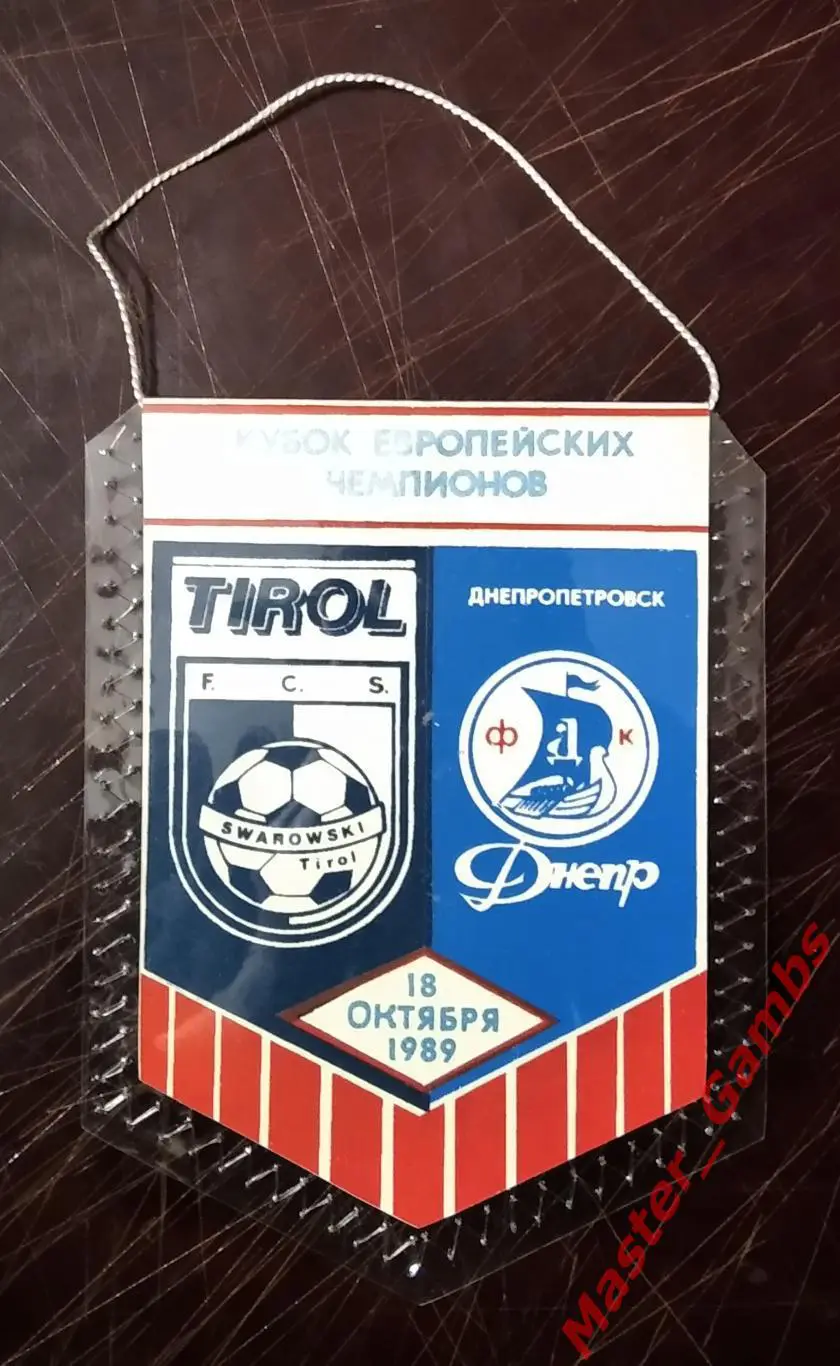 КУБОК ЕВРОПЕЙСКИХ
ЧЕМПИОНОВ
TIROL
F. C. S.
SWAROWSKI
Tirol
ДНЕПРОПЕТРОВСК
Ф К
Днепр
18
ОКТЯБРЯ
1989
Master_Gambs